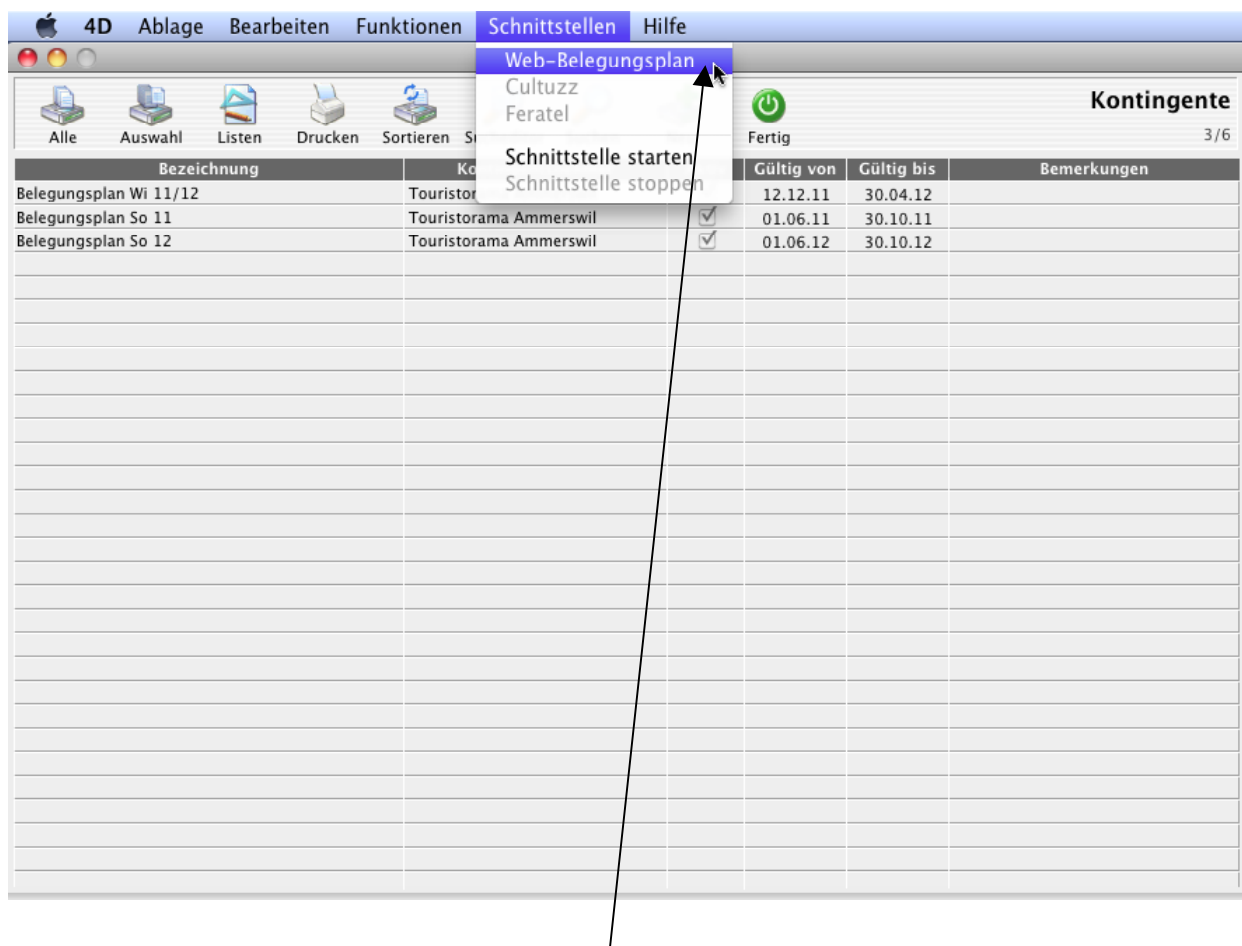 4D Ablage Bearbeiten Funktionen Schnittstellen Hilfe
Web-Belegungsplan
Cultuzz
Feratel
Schnittstelle starten
Schnittstelle stoppen
Alle Auswahl Listen Drucken Sortieren Fertig
Kontingente
3/6
Bezeichnung Gültig von Gültig bis Bemerkungen
Belegungsplan Wi 11/12 12.12.11 30.04.12
Belegungsplan So 11 Touristorama Ammerswil 01.06.11 30.10.11
Belegungsplan So 12 Touristorama Ammerswil 01.06.12 30.10.12